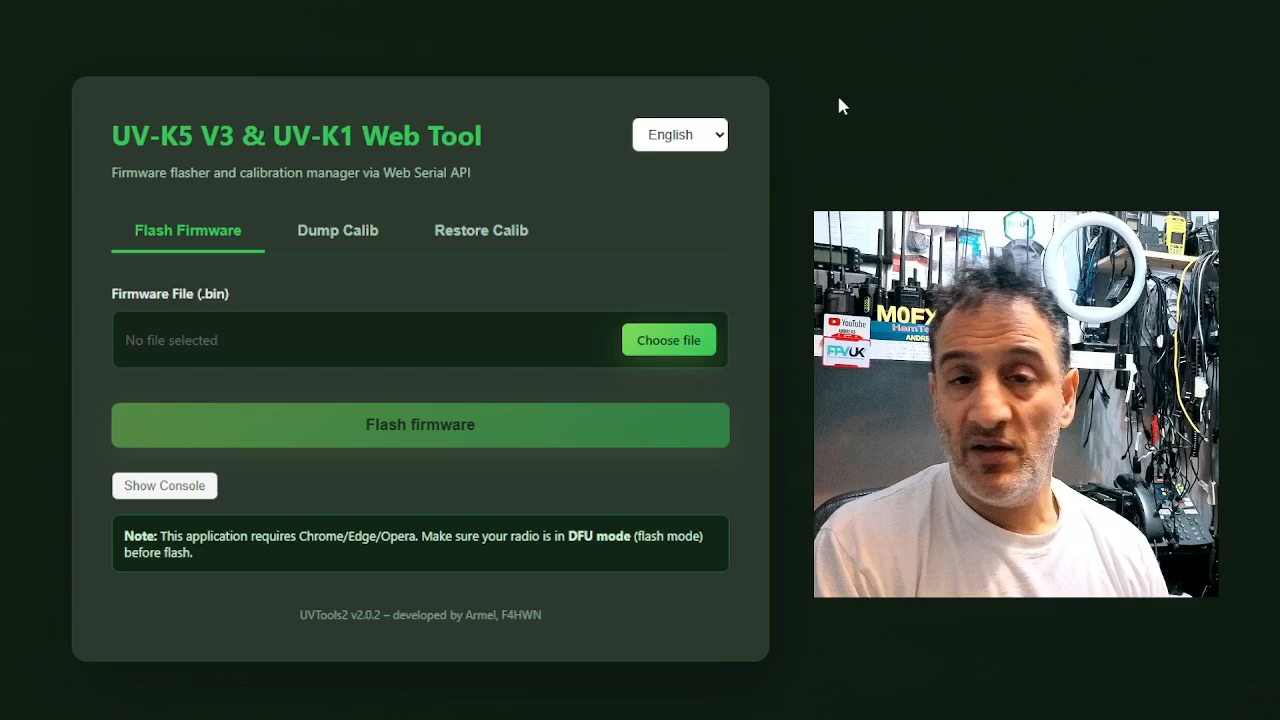 UV-K5 V3 & UV-K1 Web Tool
English
Firmware flasher and calibration manager via Web Serial API
Flash Firmware
Dump Calib
Restore Calib
Firmware File (.bin)
No file selected
Choose file
Flash firmware
Show Console
Note: This application requires Chrome/Edge/Opera. Make sure your radio is in DFU mode (flash mode)
before flash.
UVTools2 v2.0.2 – developed by Armel, F4HWN
M0FX
YouTube
HamTe
ANDRE
FPVUK